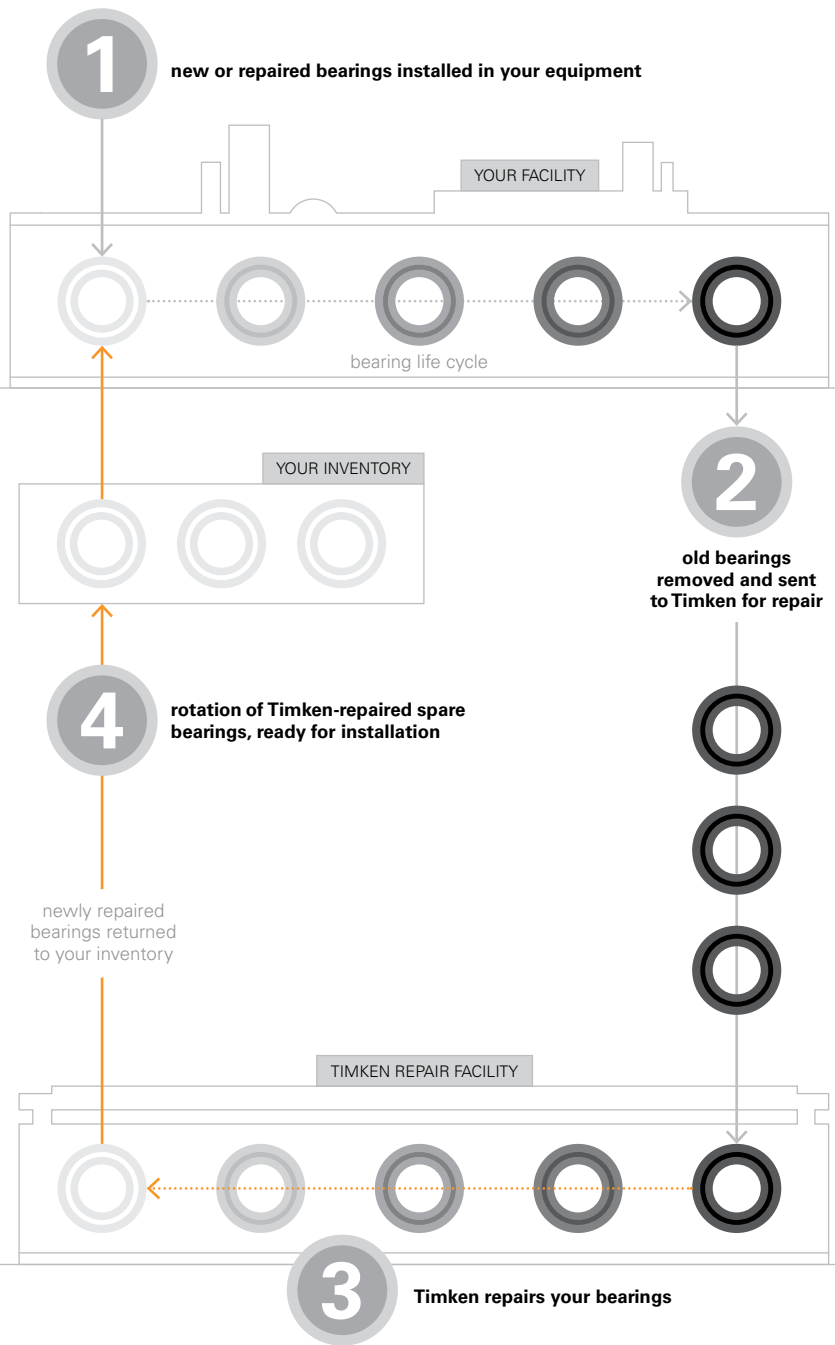 1
new or repaired bearings installed in your equipment
YOUR FACILITY
bearing life cycle
YOUR INVENTORY
2
old bearings
removed and sent
to Timken for repair
4
rotation of Timken-repaired spare
bearings, ready for installation
newly repaired
bearings returned
to your inventory
TIMKEN REPAIR FACILITY
3
Timken repairs your bearings